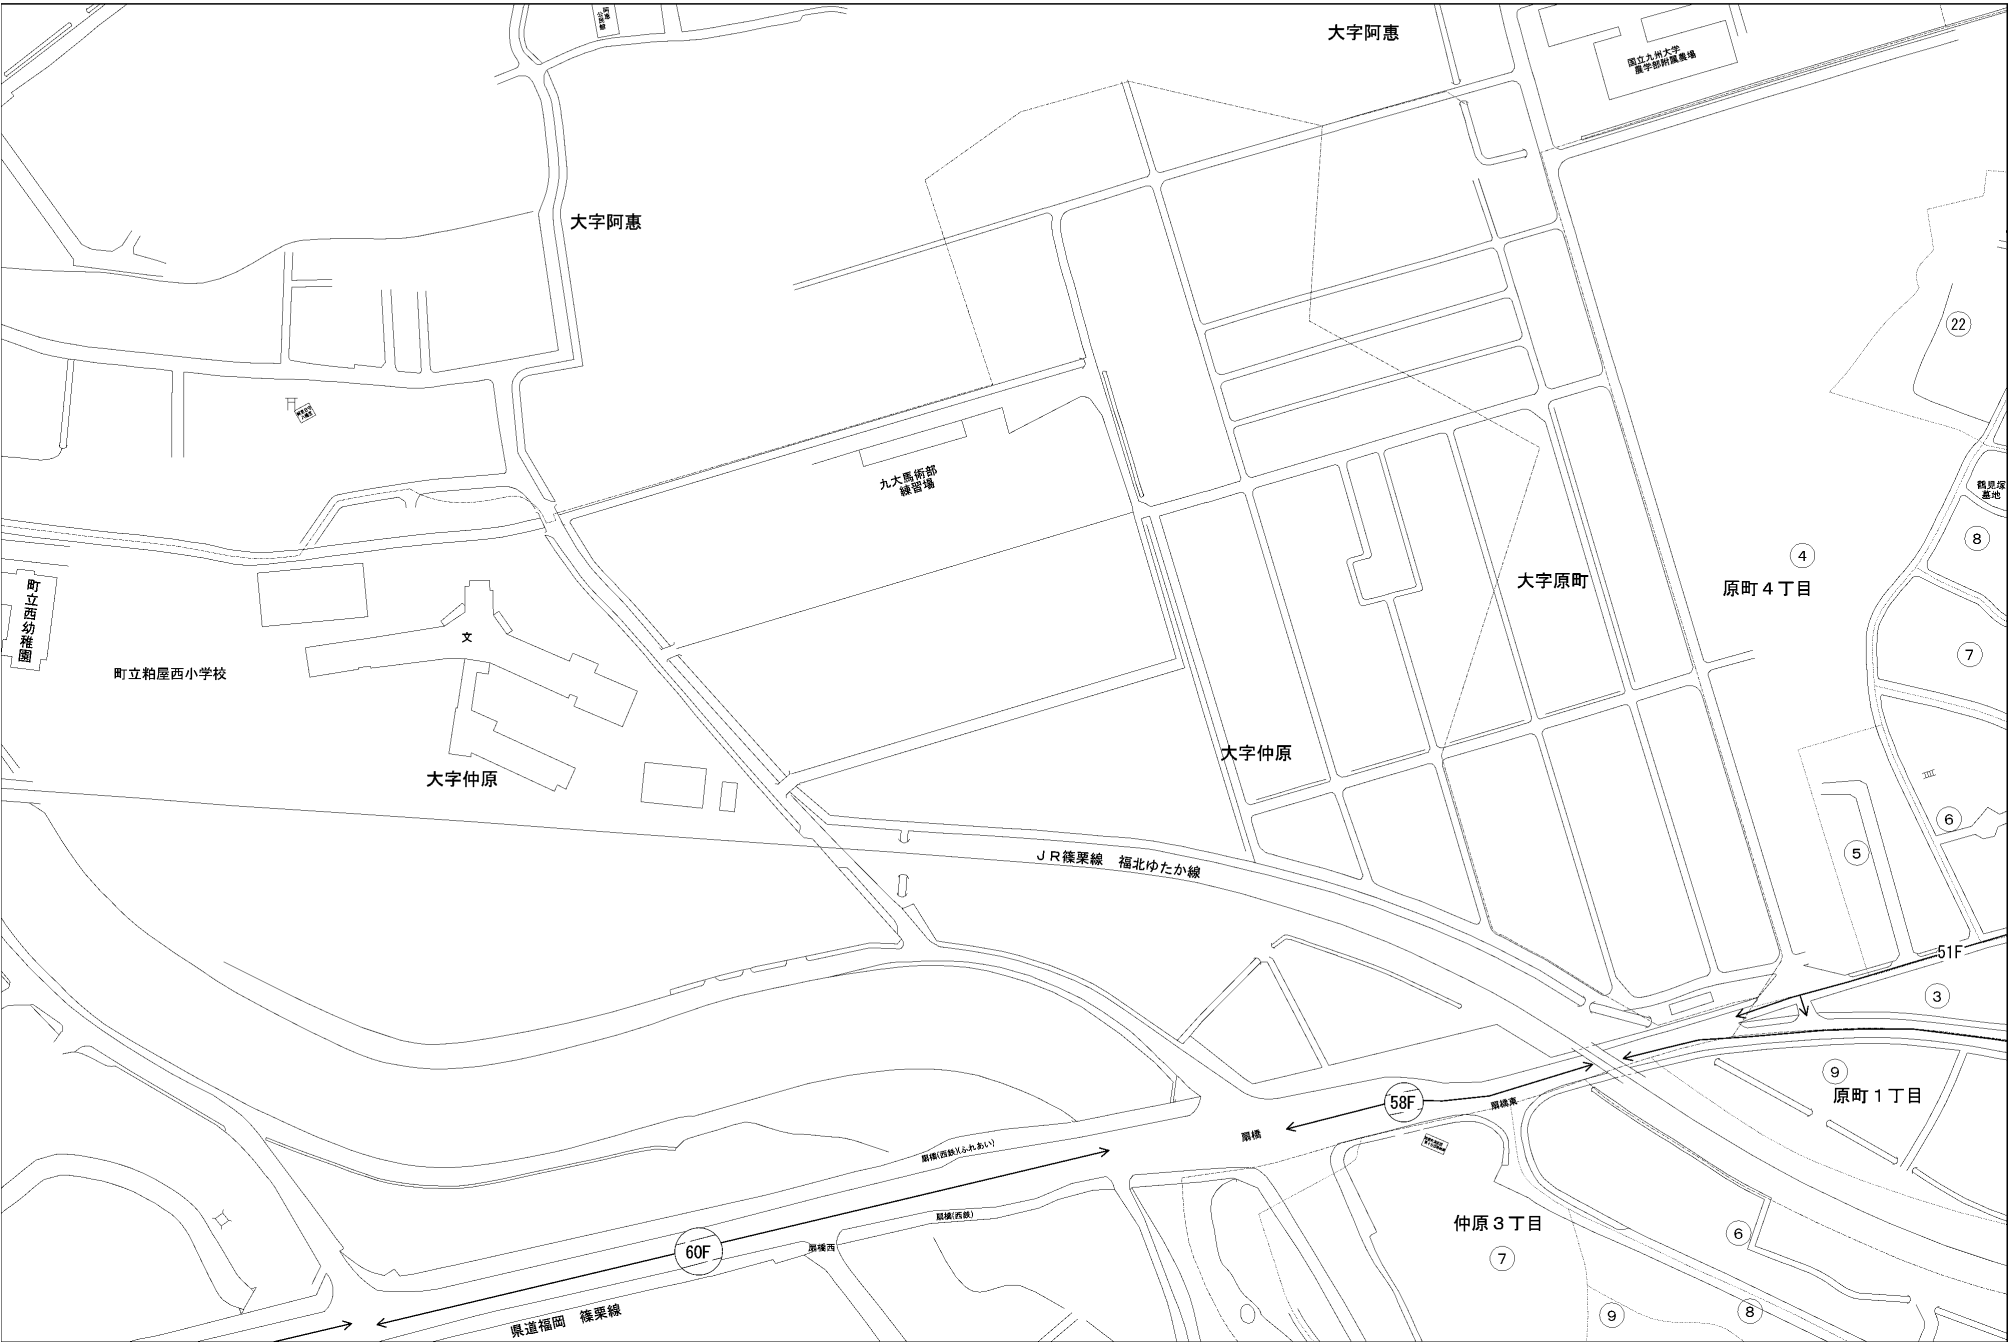 大字阿恵
国立九州大学
農学部附属農場
大字阿恵
22
九大馬術部
練習場
鶴見塚
墓地
8
4
大字原町
原町４丁目
町立西幼稚園
文
7
町立粕屋西小学校
大字仲原
大字仲原
6
5
ＪＲ篠栗線　福北ゆたか線
51F
3
9
原町１丁目
58F
扇橋東
扇橋
扇橋(西鉄)(ふれあい)
扇橋(西鉄)
仲原３丁目
7
6
扇橋西
60F
県道福岡　篠栗線
9
8